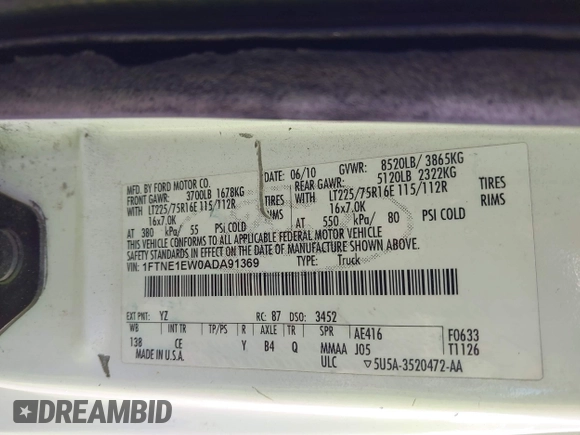 MFD. BY FORD MOTOR CO.
DATE: 06/10 GVWR: 8520LB/ 3865KG
FRONT GAWR: 3700LB 1678KG
REAR GAWR: 5120LB 2322KG
WITH LT225/75R16E 115/112R TIRES
WITH LT225/75R16E 115/112R TIRES
16x7.0K RIMS
16x7.0K RIMS
AT 380 kPa/ 55 PSI COLD
AT 550 kPa/ 80 PSI COLD
THIS VEHICLE CONFORMS TO ALL APPLICABLE FEDERAL MOTOR VEHICLE
SAFETY STANDARDS IN EFFECT ON THE DATE OF MANUFACTURE SHOWN ABOVE.
VIN: 1FTNE1EW0ADA91369 TYPE: Truck
EXT PNT: YZ RC: 87 DSO: 3452
WB INT TR TP/PS R AXLE TR SPR AE416 F0633
138 CE Y B4 Q MMAA J05 T1126
ULC ▽5U5A-3520472-AA
DREAMBID